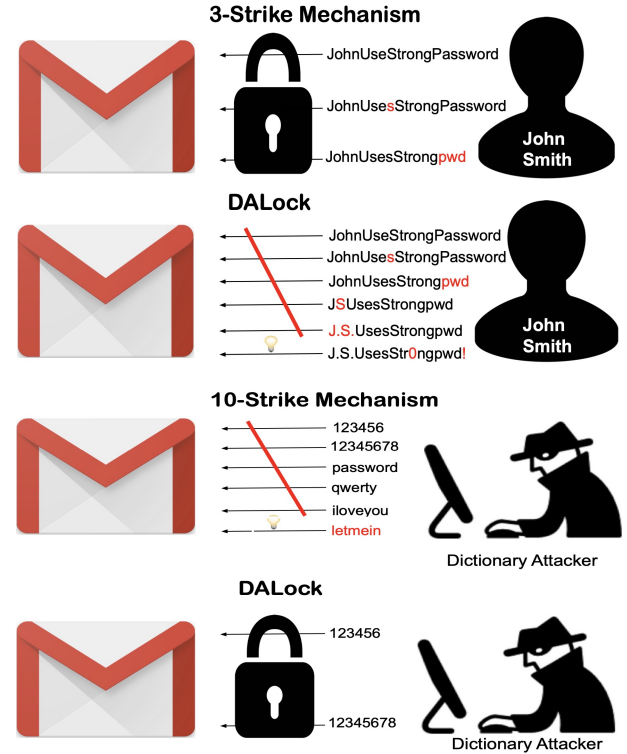 3-Strike Mechanism
JohnUseStrongPassword
JohnUsesStrongPassword
JohnUsesStrongpwd
John
Smith
DALock
JohnUseStrongPassword
JohnUsesStrongPassword
JohnUsesStrongpwd
JSUsesStrongpwd
J.S.UsesStrongpwd
J.S.UsesStr0ngpwd!
John
Smith
10-Strike Mechanism
123456
12345678
password
qwerty
iloveyou
letmein
Dictionary Attacker
DALock
123456
12345678
Dictionary Attacker